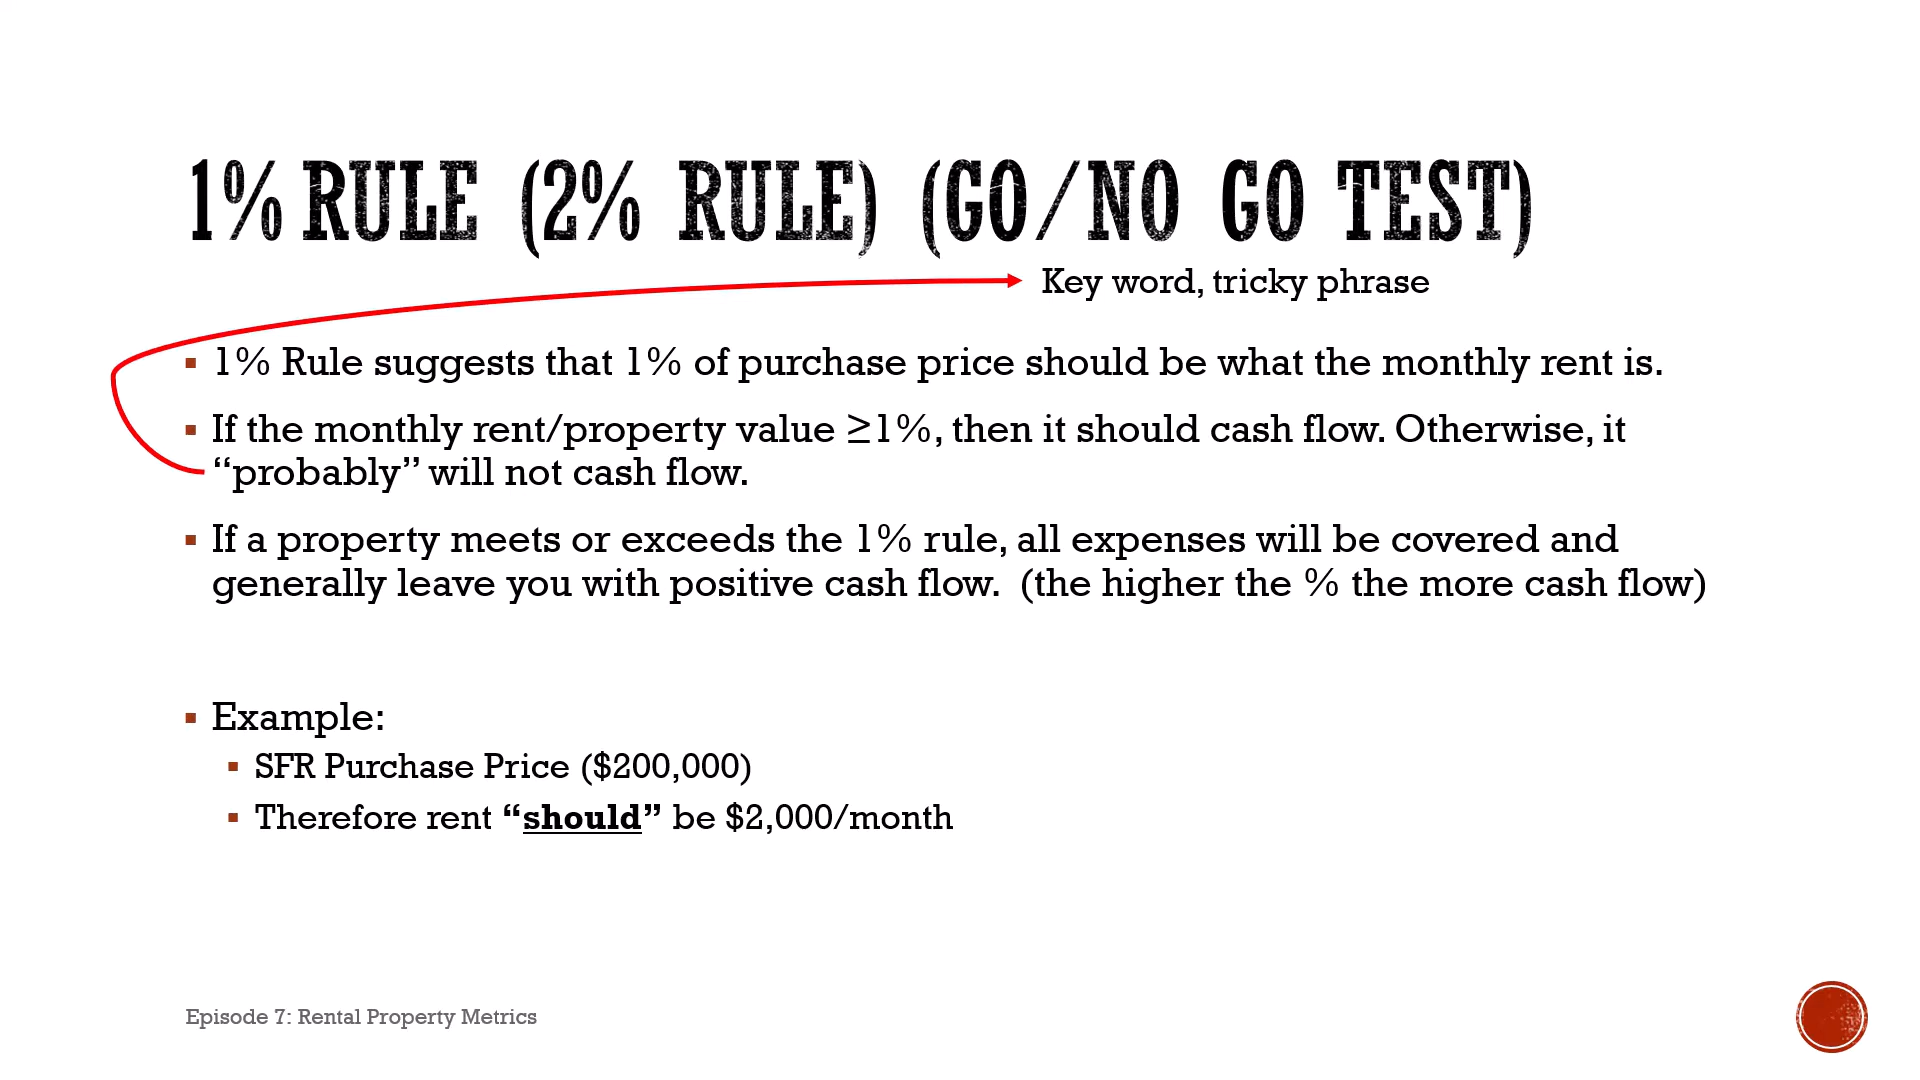 1% RULE (2% RULE) (GO/NO GO TEST)
Key word, tricky phrase
▪ 1% Rule suggests that 1% of purchase price should be what the monthly rent is.
▪ If the monthly rent/property value ≥1%, then it should cash flow. Otherwise, it
“probably” will not cash flow.
▪ If a property meets or exceeds the 1% rule, all expenses will be covered and
generally leave you with positive cash flow.  (the higher the % the more cash flow)
▪ Example:
▪ SFR Purchase Price ($200,000)
▪ Therefore rent “should” be $2,000/month
Episode 7: Rental Property Metrics